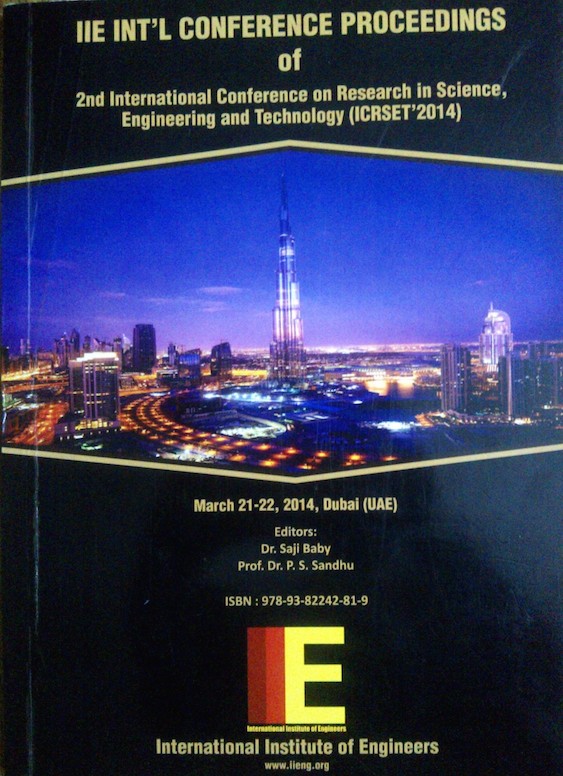 IIE INT'L CONFERENCE PROCEEDINGS
of
2nd International Conference on Research in Science,
Engineering and Technology (ICRSET'2014)
March 21-22, 2014, Dubai (UAE)
Editors:
Dr. Saji Baby
Prof. Dr. P. S. Sandhu
ISBN : 978-93-82242-81-9
IIE
International Institute of Engineers
International Institute of Engineers
www.iieng.org